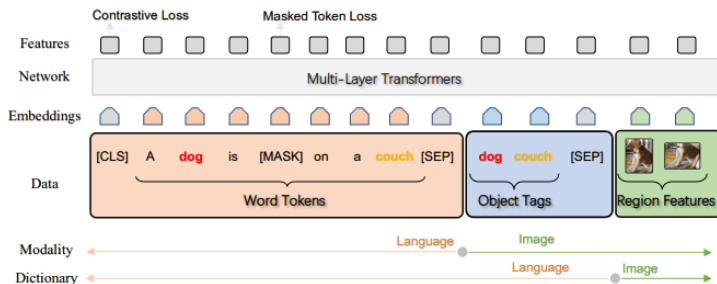 Contrastive Loss
Masked Token Loss
Features
Network
Multi-Layer Transformers
Embeddings
Data
[CLS] A dog is [MASK] on a couch [SEP] dog couch [SEP]
Word Tokens
Object Tags
Region Features
Modality
Language
Image
Dictionary
Language
Image